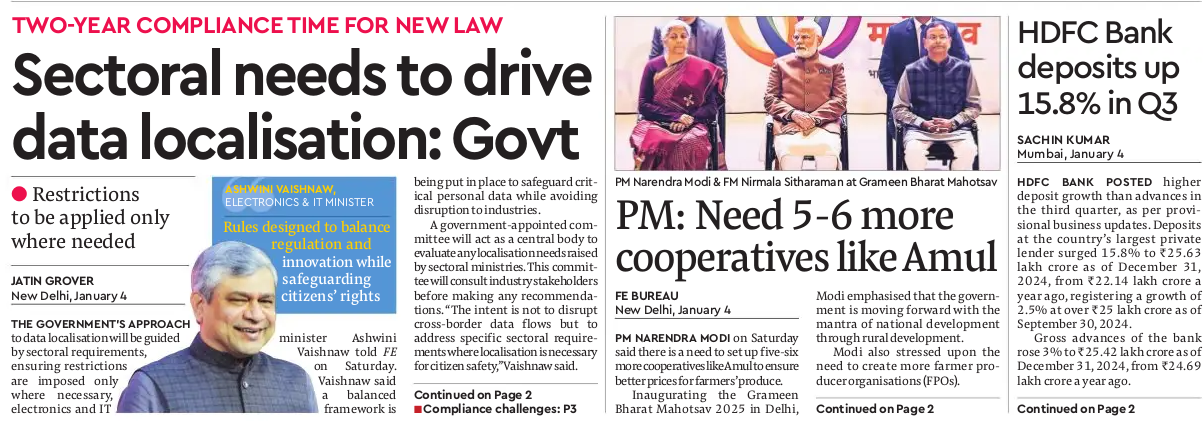 TWO-YEAR COMPLIANCE TIME FOR NEW LAW
Sectoral needs to drive
data localisation: Govt
Restrictions
to be applied only
where needed
JATIN GROVER
New Delhi, January 4
THE GOVERNMENT'S APPROACH
to data localisation will be guided
by sectoral requirements,
ensuring restrictions
are imposed only
where necessary,
electronics and IT
ASHWINI VAISHNAW,
ELECTRONICS & IT MINISTER
Rules designed to balance
regulation and
innovation while
safeguarding
citizens' rights
minister Ashwini
Vaishnaw told FE
on Saturday.
Vaishnaw said
a balanced
framework is
being put in place to safeguard crit-
ical personal data while avoiding
disruption to industries.
A government-appointed com-
mittee will act as a central body to
evaluate any localisation needs raised
by sectoral ministries. This commit-
tee will consult industry stakeholders
before making any recommenda-
tions. "The intent is not to disrupt
cross-border data flows but to
address specific sectoral require-
ments where localisation is necessary
for citizen safety," Vaishnaw said.
Continued on Page 2
Compliance challenges: P3
PM Narendra Modi & FM Nirmala Sitharaman at Grameen Bharat Mahotsav
PM: Need 5-6 more
cooperatives like Amul
FE BUREAU
New Delhi, January 4
PM NARENDRA MODI on Saturday
said there is a need to set up five-six
more cooperatives like Amul to ensure
better prices for farmers' produce.
Inaugurating the Grameen
Bharat Mahotsav 2025 in Delhi,
Modi emphasised that the govern-
ment is moving forward with the
mantra of national development
through rural development.
Modi also stressed upon the
need to create more farmer pro-
ducer organisations (FPOs).
Continued on Page 2
HDFC Bank
deposits up
15.8% in Q3
SACHIN KUMAR
Mumbai, January 4
HDFC BANK POSTED higher
deposit growth than advances in
the third quarter, as per provi-
sional business updates. Deposits
at the country's largest private
lender surged 15.8% to ₹25.63
lakh crore as of December 31,
2024, from ₹22.14 lakh crore a
year ago, registering a growth of
2.5% at over ₹25 lakh crore as of
September 30, 2024.
Gross advances of the bank
rose 3% to ₹25.42 lakh crore as of
December 31, 2024, from ₹24.69
lakh crore a year ago.
Continued on Page 2